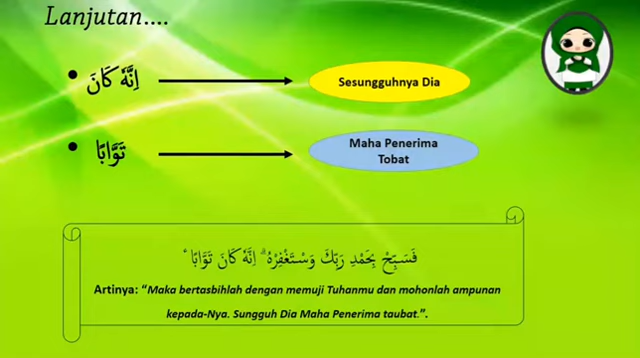 Lanjutan....
• اِنَّهٗ كَانَ Sesungguhnya Dia
• تَوَّابًا Maha Penerima
Tobat
فَسَبِّحْ بِحَمْدِ رَبِّكَ وَسْتَغْفِرْهُۗ اِنَّهٗ كَانَ تَوَّابًا ࣖ
Artinya: “Maka bertasbihlah dengan memuji Tuhanmu dan mohonlah ampunan
kepada-Nya. Sungguh Dia Maha Penerima taubat.”.